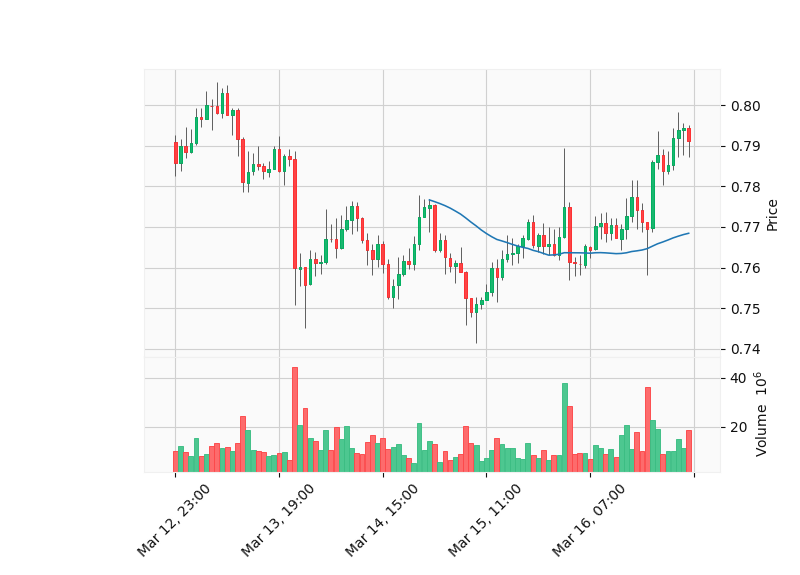 0.80
0.79
0.78
0.77
0.76
0.75
0.74
Price
40
20
Volume 10^6
Mar 12, 23:00
Mar 13, 19:00
Mar 14, 15:00
Mar 15, 11:00
Mar 16, 07:00